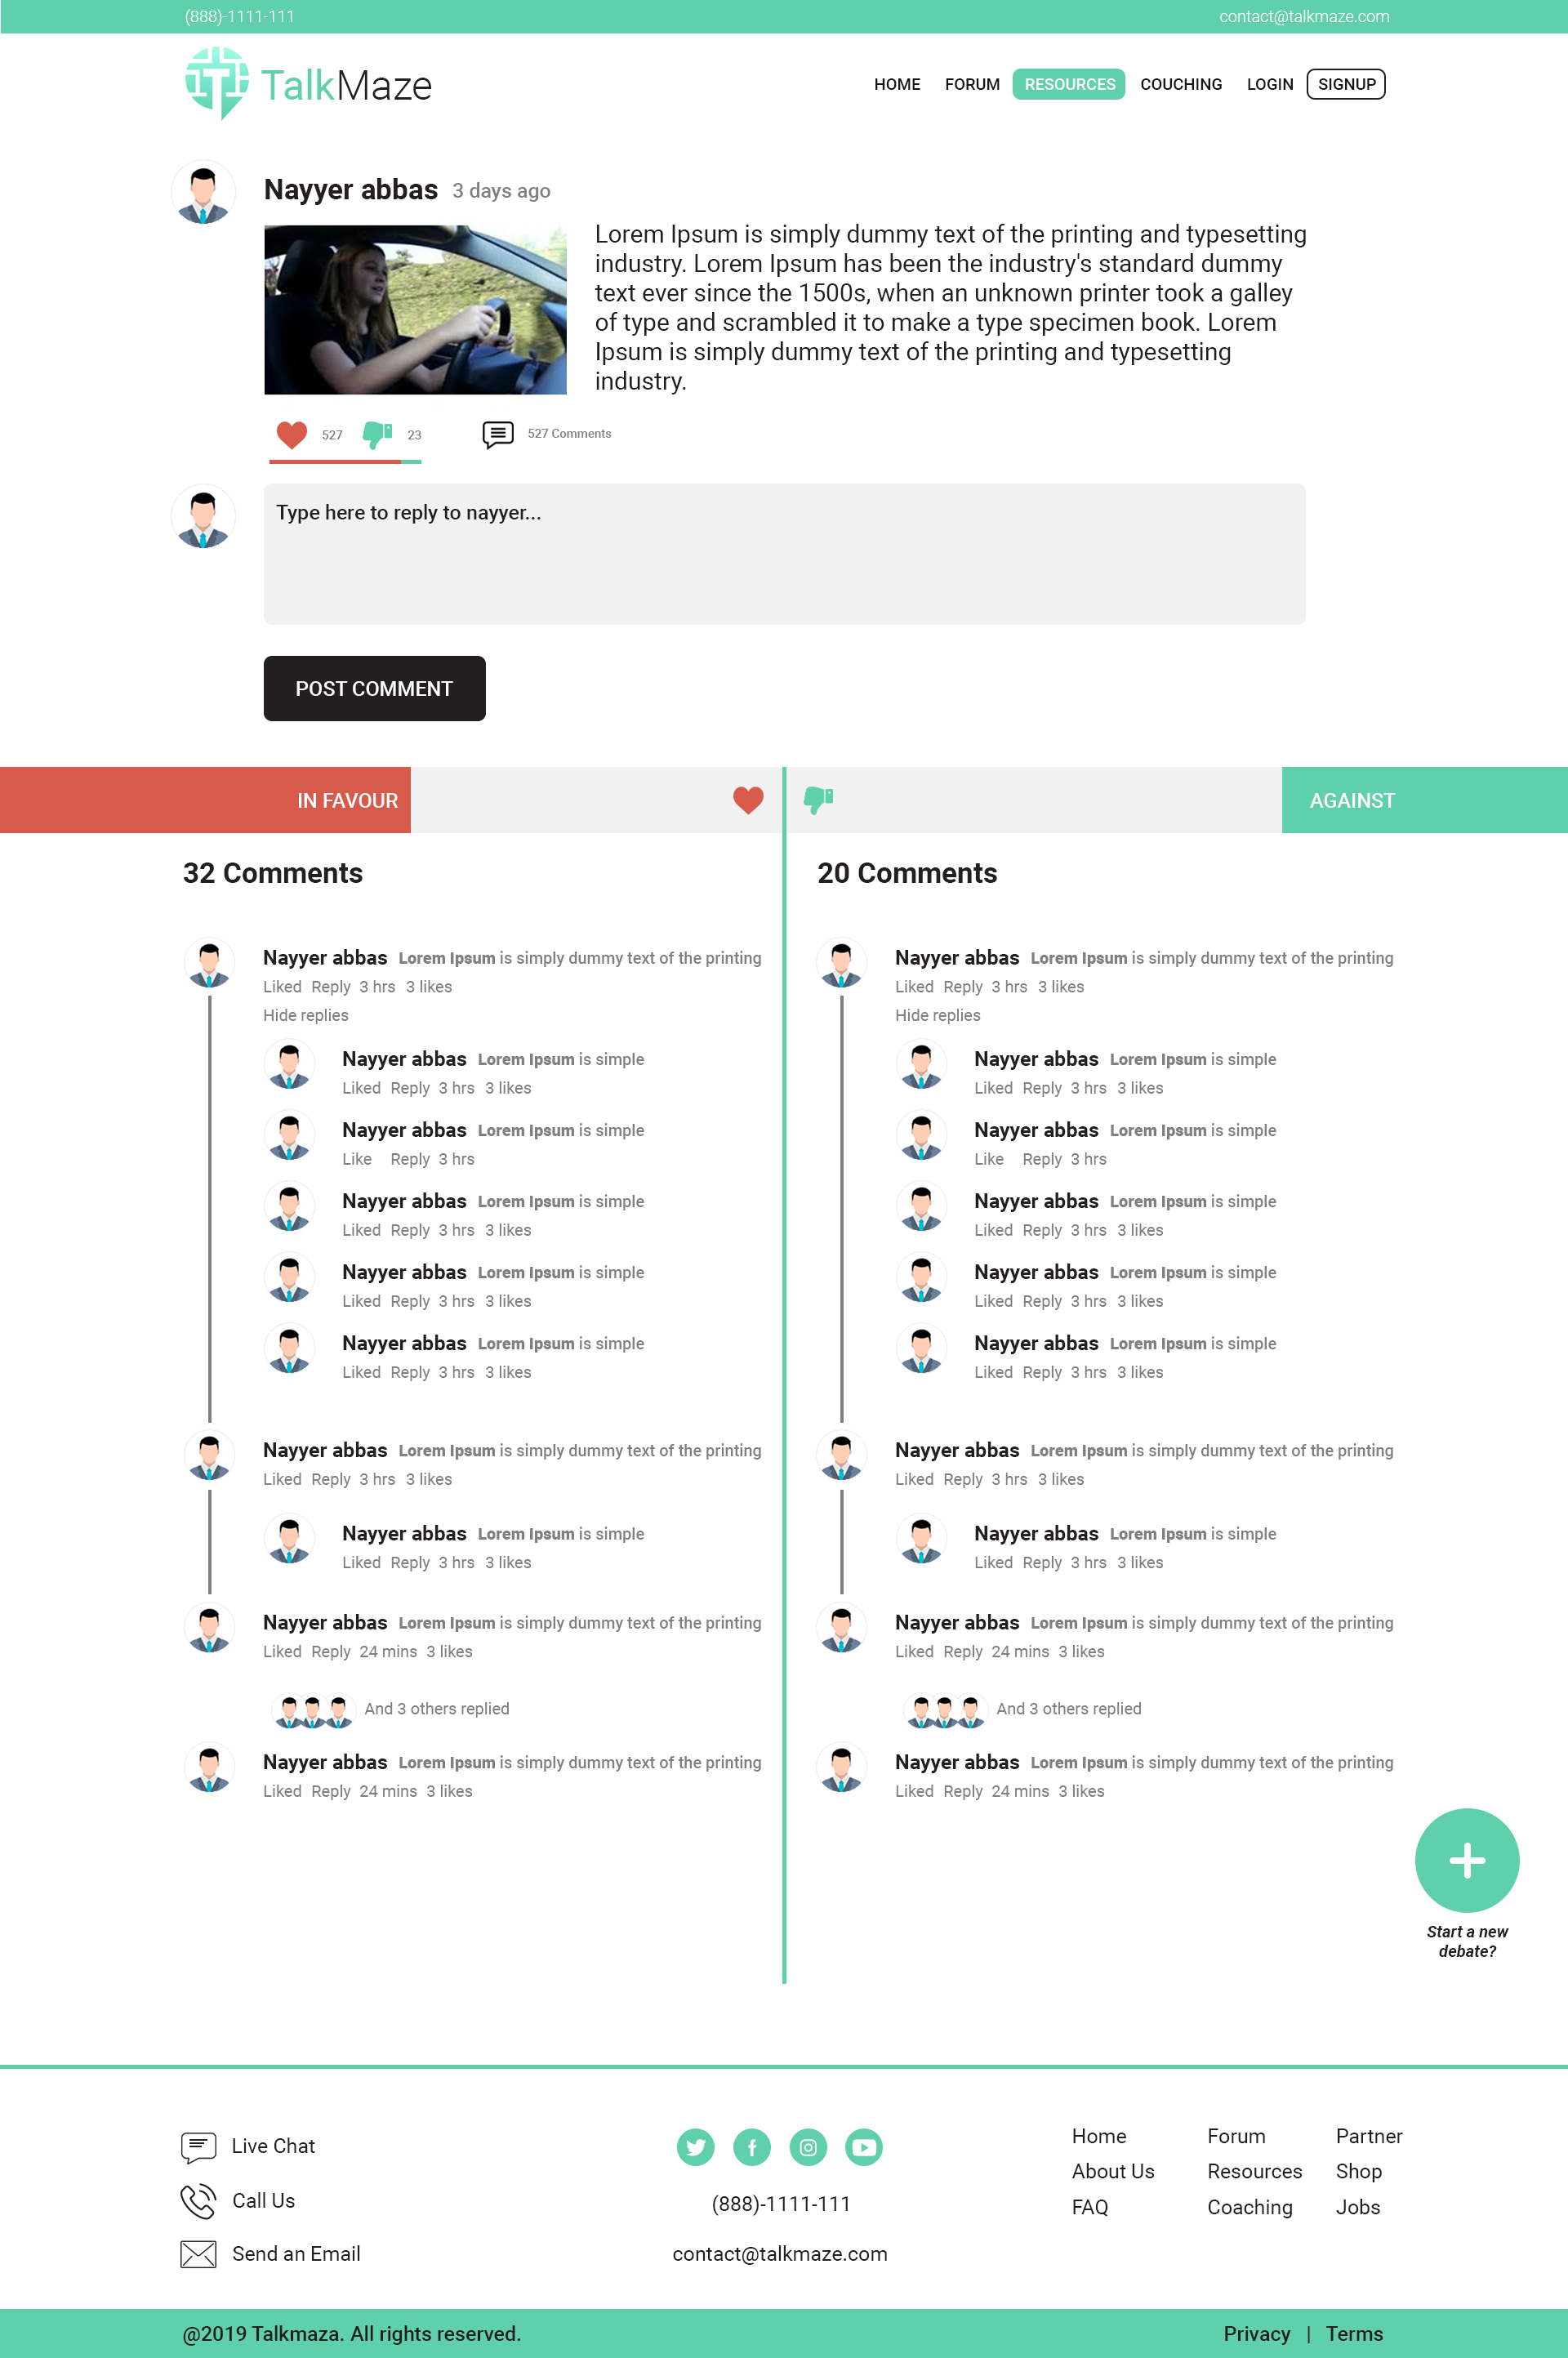 (888)-1111-111
contact@talkmaze.com
TalkMaze
HOME FORUM RESOURCES COUCHING LOGIN SIGNUP
Nayyer abbas 3 days ago
Lorem Ipsum is simply dummy text of the printing and typesetting
industry. Lorem Ipsum has been the industry's standard dummy
text ever since the 1500s, when an unknown printer took a galley
of type and scrambled it to make a type specimen book. Lorem
Ipsum is simply dummy text of the printing and typesetting
industry.
527 23 527 Comments
Type here to reply to nayyer...
POST COMMENT
IN FAVOUR
AGAINST
32 Comments
Nayyer abbas Lorem Ipsum is simply dummy text of the printing
Liked Reply 3 hrs 3 likes
Hide replies
Nayyer abbas Lorem Ipsum is simple
Liked Reply 3 hrs 3 likes
Nayyer abbas Lorem Ipsum is simple
Like Reply 3 hrs
Nayyer abbas Lorem Ipsum is simple
Liked Reply 3 hrs 3 likes
Nayyer abbas Lorem Ipsum is simple
Liked Reply 3 hrs 3 likes
Nayyer abbas Lorem Ipsum is simple
Liked Reply 3 hrs 3 likes
Nayyer abbas Lorem Ipsum is simply dummy text of the printing
Liked Reply 3 hrs 3 likes
Nayyer abbas Lorem Ipsum is simple
Liked Reply 3 hrs 3 likes
Nayyer abbas Lorem Ipsum is simply dummy text of the printing
Liked Reply 24 mins 3 likes
And 3 others replied
Nayyer abbas Lorem Ipsum is simply dummy text of the printing
Liked Reply 24 mins 3 likes
20 Comments
Nayyer abbas Lorem Ipsum is simply dummy text of the printing
Liked Reply 3 hrs 3 likes
Hide replies
Nayyer abbas Lorem Ipsum is simple
Liked Reply 3 hrs 3 likes
Nayyer abbas Lorem Ipsum is simple
Like Reply 3 hrs
Nayyer abbas Lorem Ipsum is simple
Liked Reply 3 hrs 3 likes
Nayyer abbas Lorem Ipsum is simple
Liked Reply 3 hrs 3 likes
Nayyer abbas Lorem Ipsum is simple
Liked Reply 3 hrs 3 likes
Nayyer abbas Lorem Ipsum is simply dummy text of the printing
Liked Reply 3 hrs 3 likes
Nayyer abbas Lorem Ipsum is simple
Liked Reply 3 hrs 3 likes
Nayyer abbas Lorem Ipsum is simply dummy text of the printing
Liked Reply 24 mins 3 likes
And 3 others replied
Nayyer abbas Lorem Ipsum is simply dummy text of the printing
Liked Reply 24 mins 3 likes
Start a new
debate?
Live Chat
Call Us
Send an Email
(888)-1111-111
contact@talkmaze.com
Home Forum Partner
About Us Resources Shop
FAQ Coaching Jobs
@2019 Talkmaza. All rights reserved.
Privacy | Terms